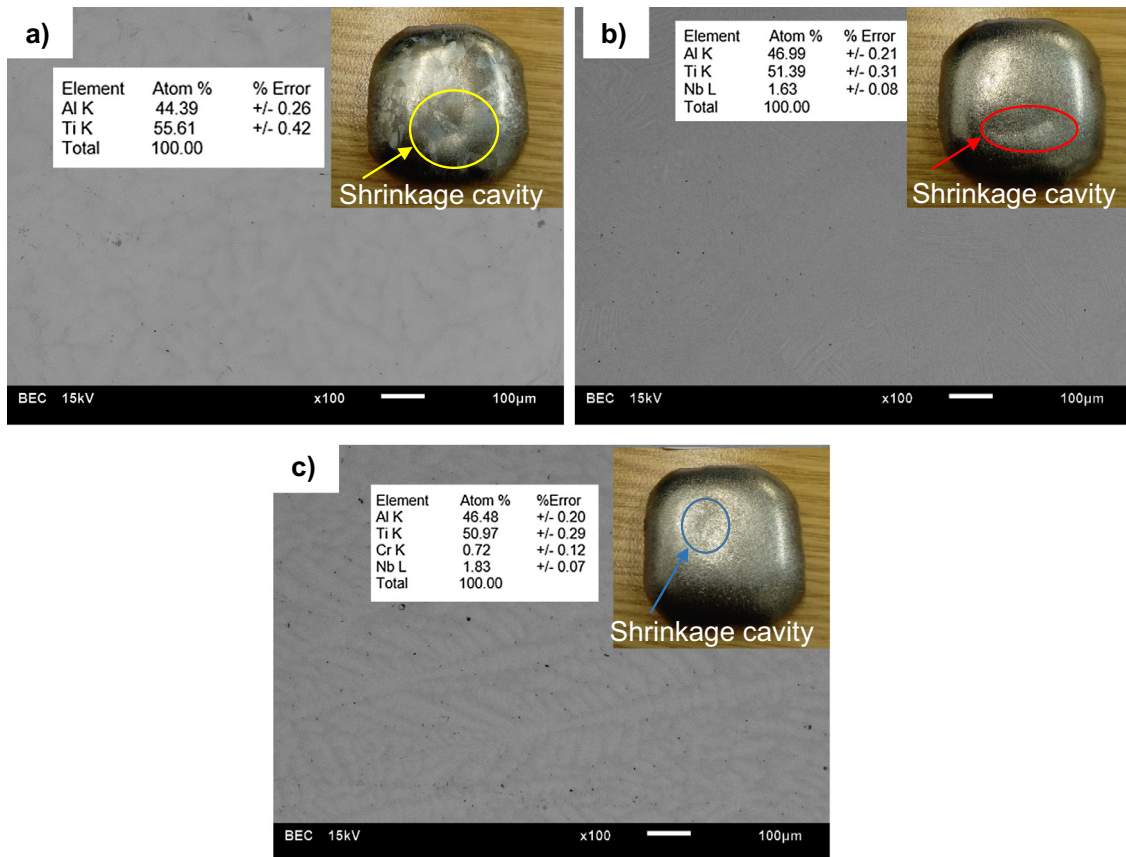 a)
Element Atom % % Error
Al K 44.39 +/- 0.26
Ti K 55.61 +/- 0.42
Total 100.00
Shrinkage cavity
BEC 15kV x100 100µm
b)
Element Atom % % Error
Al K 46.99 +/- 0.21
Ti K 51.39 +/- 0.31
Nb L 1.63 +/- 0.08
Total 100.00
Shrinkage cavity
BEC 15kV x100 100µm
c)
Element Atom % %Error
Al K 46.48 +/- 0.20
Ti K 50.97 +/- 0.29
Cr K 0.72 +/- 0.12
Nb L 1.83 +/- 0.07
Total 100.00
Shrinkage cavity
BEC 15kV x100 100µm